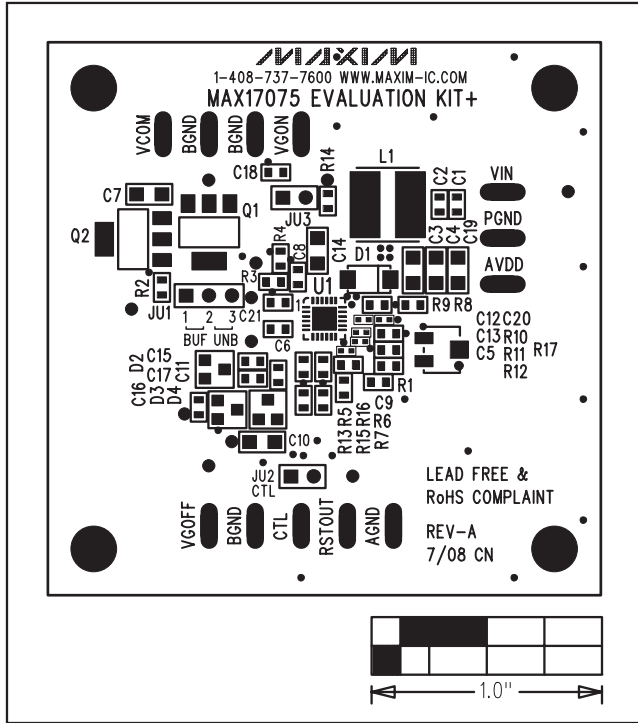 MAXIM
1-408-737-7600 WWW.MAXIM-IC.COM
MAX17075 EVALUATION KIT+
VCOM
BGND
BGND
VGON
C18
R14
L1
VIN
C7
JU3
C2
C1
PGND
Q2
Q1
R4
C8
C14
D1
C3
C4
C19
AVDD
R2
R3
U1
JU1
1 2 3
C21
1
R9 R8
BUF UNB
C6
C12 C20
C13 R10
C5 R11
R12
R17
D2
C15
C17
C11
C16
D3
D4
R1
C9
R5
R16
R6
R13
R15
R7
C10
JU2
CTL
LEAD FREE &
RoHS COMPLAINT
VGOFF
BGND
CTL
RSTOUT
AGND
REV-A
7/08 CN
1.0"